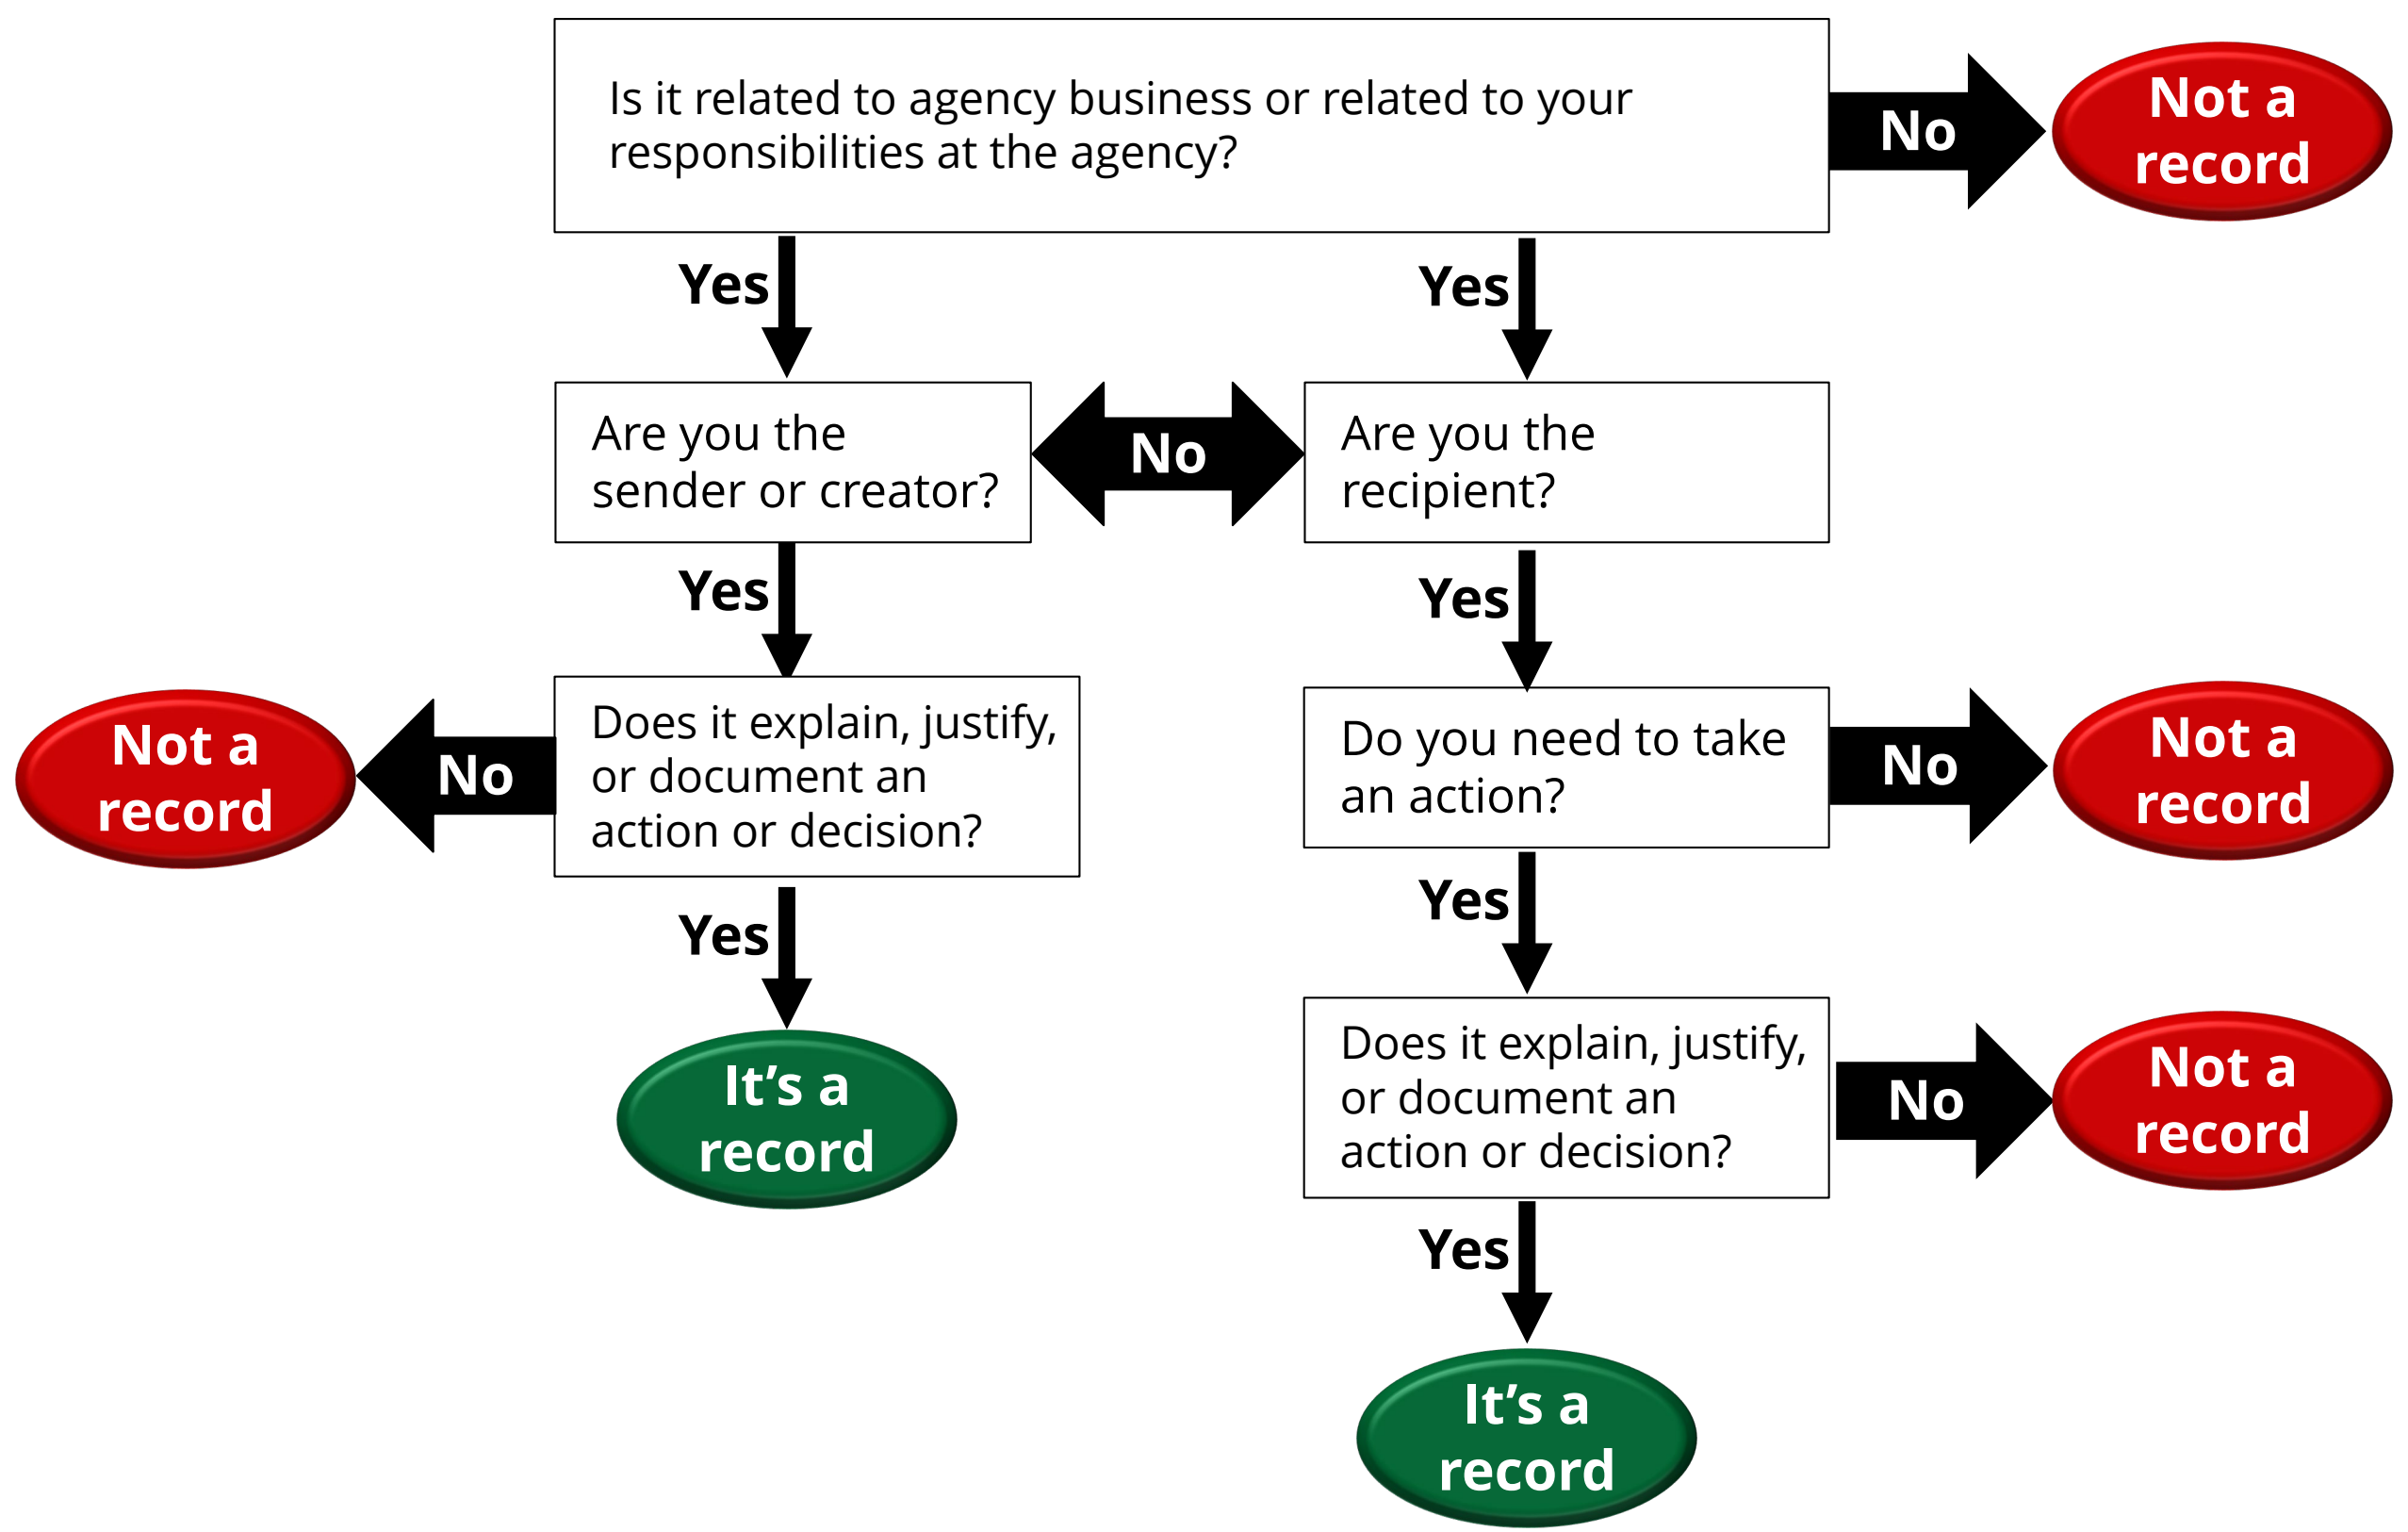 Is it related to agency business or related to your
responsibilities at the agency?
No
Not a
record
Yes
Yes
Are you the
sender or creator?
No
Are you the
recipient?
Yes
Yes
Not a
record
No
Does it explain, justify,
or document an
action or decision?
Do you need to take
an action?
No
Not a
record
Yes
Yes
It’s a
record
Does it explain, justify,
or document an
action or decision?
No
Not a
record
Yes
It’s a
record